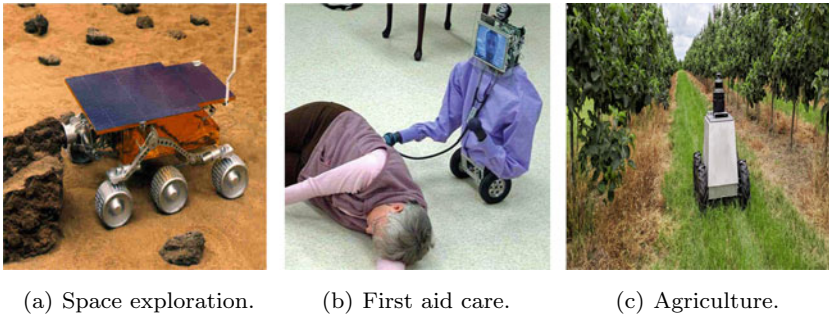 (a) Space exploration.
(b) First aid care.
(c) Agriculture.